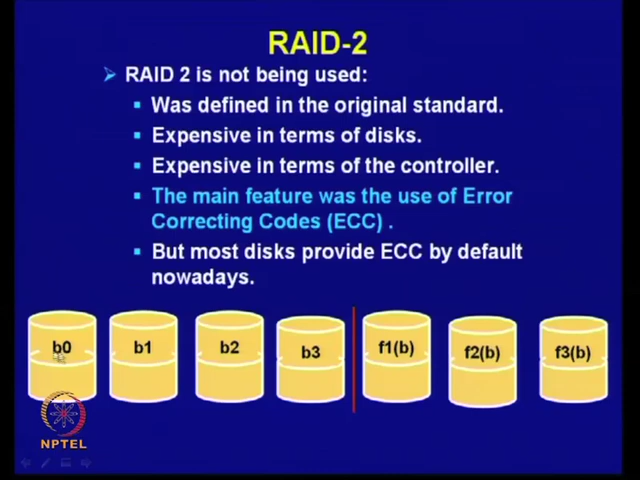 RAID-2
RAID 2 is not being used:
Was defined in the original standard.
Expensive in terms of disks.
Expensive in terms of the controller.
The main feature was the use of Error
Correcting Codes (ECC) .
But most disks provide ECC by default
nowadays.
b0 b1 b2 b3 f1(b) f2(b) f3(b)
NPTEL